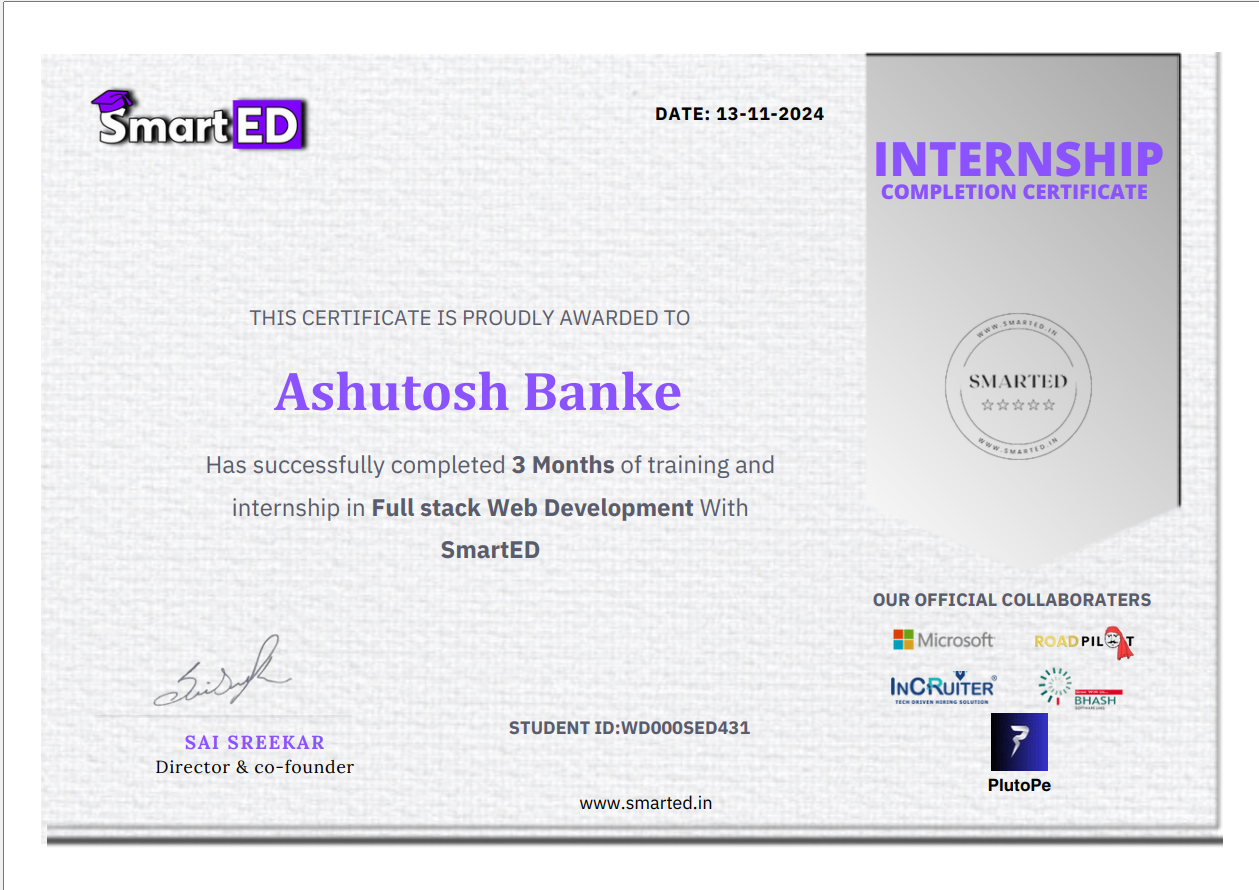 SmartED
DATE: 13-11-2024
INTERNSHIP
COMPLETION CERTIFICATE
THIS CERTIFICATE IS PROUDLY AWARDED TO
Ashutosh Banke
Has successfully completed 3 Months of training and
internship in Full stack Web Development With
SmartED
WWW.SMARTED.IN
SMARTED
WWW.SMARTED.IN
OUR OFFICIAL COLLABORATERS
Microsoft
ROADPILOT
INCRUITER®
TECH DRIVEN HIRING SOLUTION
BHASH
SOFTWARE LABS
PlutoPe
STUDENT ID:WD000SED431
SAI SREEKAR
Director & co-founder
www.smarted.in